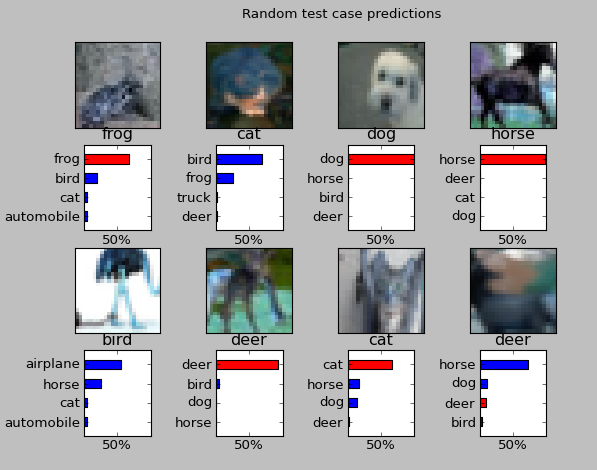 Random test case predictions
frog cat dog horse
frog
bird
cat
automobile
50%
bird
frog
truck
deer
50%
dog
horse
bird
deer
50%
horse
deer
cat
dog
50%
bird deer cat deer
airplane
horse
cat
automobile
50%
deer
bird
dog
horse
50%
cat
horse
dog
deer
50%
horse
dog
deer
bird
50%